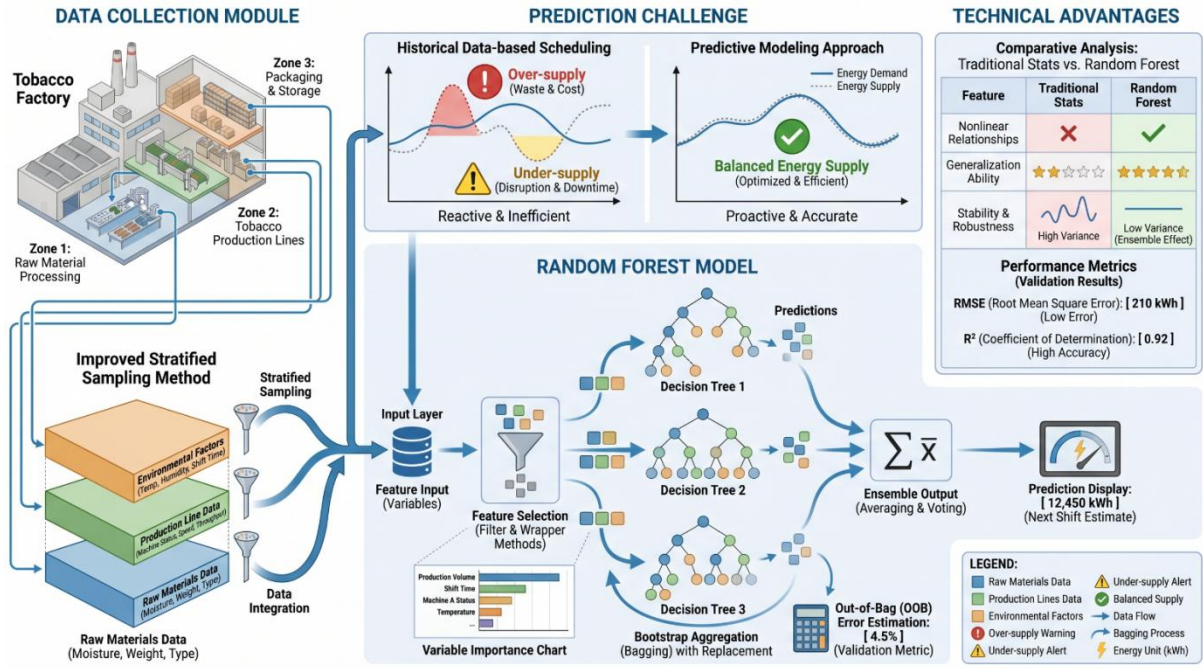 DATA COLLECTION MODULE
Tobacco
Factory
Zone 3:
Packaging
& Storage
Zone 2:
Tobacco
Production Lines
Zone 1:
Raw Material
Processing
Improved Stratified
Sampling Method
Stratified
Sampling
Environmental Factors
(Temp, Humidity, Shift Time)
Production Line Data
(Machine Status, Speed, Throughput)
Raw Materials Data
(Moisture, Weight, Type)
Data
Integration
Raw Materials Data
(Moisture, Weight, Type)
PREDICTION CHALLENGE
Historical Data-based Scheduling
Over-supply
(Waste & Cost)
Under-supply
(Disruption & Downtime)
Reactive & Inefficient
Predictive Modeling Approach
Energy Demand
Energy Supply
Balanced Energy Supply
(Optimized & Efficient)
Proactive & Accurate
RANDOM FOREST MODEL
Input Layer
Feature Input
(Variables)
Feature Selection
(Filter & Wrapper
Methods)
Production Volume
Shift Time
Machine A Status
Temperature
...
Variable Importance Chart
Decision Tree 1
Decision Tree 2
Decision Tree 3
Predictions
Bootstrap Aggregation
(Bagging) with Replacement
Out-of-Bag (OOB)
Error Estimation:
[ 4.5% ]
(Validation Metric)
∑ x̅
Ensemble Output
(Averaging & Voting)
Prediction Display:
[ 12,450 kWh ]
(Next Shift Estimate)
TECHNICAL ADVANTAGES
Comparative Analysis:
Traditional Stats vs. Random Forest
Feature
Traditional
Stats
Random
Forest
Nonlinear
Relationships
Generalization
Ability
Stability &
Robustness
High Variance
Low Variance
(Ensemble Effect)
Performance Metrics
(Validation Results)
RMSE (Root Mean Square Error): [ 210 kWh ]
(Low Error)
R² (Coefficient of Determination): [ 0.92 ]
(High Accuracy)
LEGEND:
Raw Materials Data
Production Lines Data
Environmental Factors
Over-supply Warning
Under-supply Alert
Under-supply Alert
Balanced Supply
Data Flow
Bagging Process
Energy Unit (kWh)